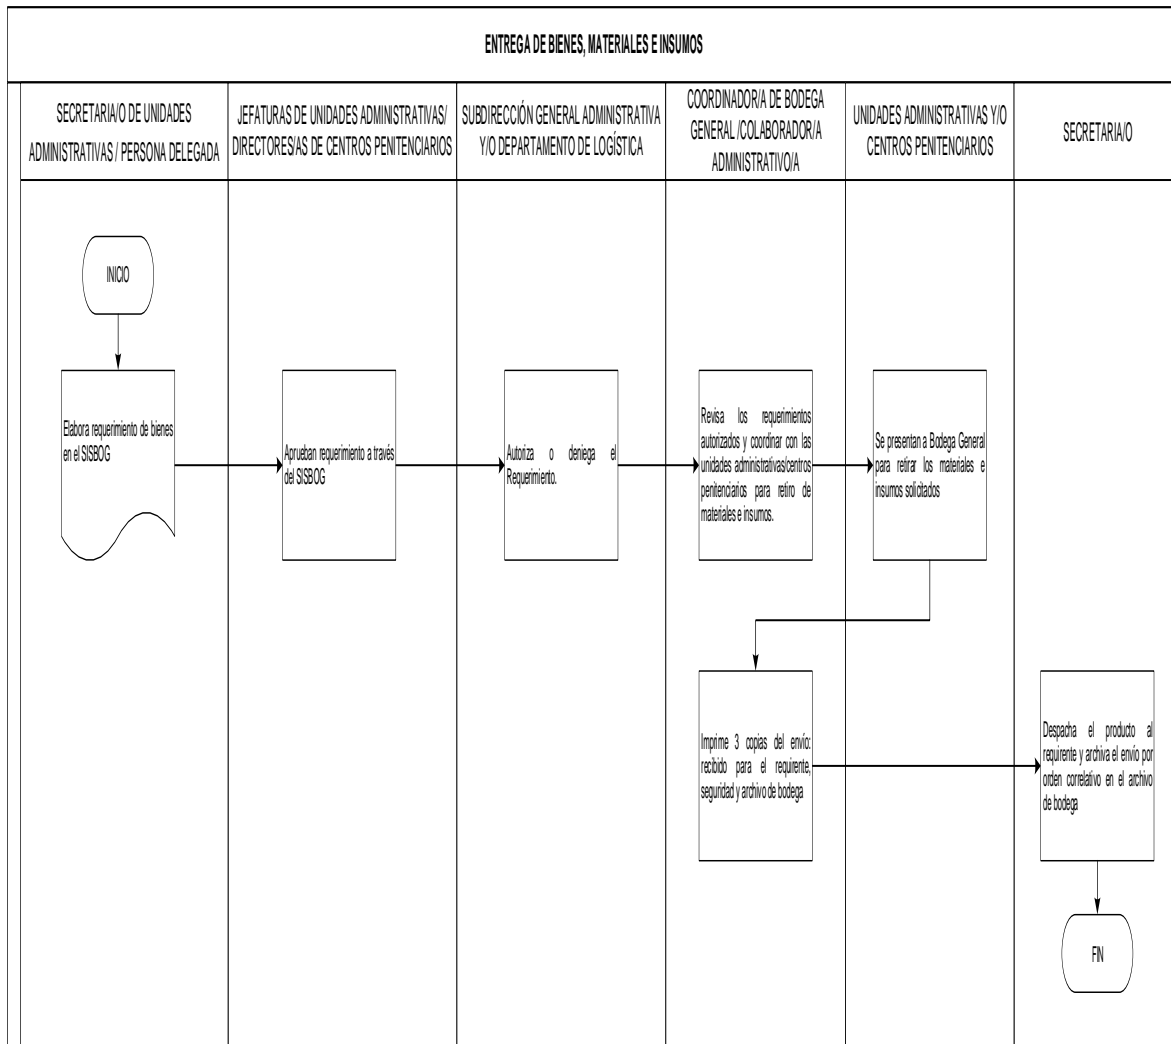 ENTREGA DE BIENES, MATERIALES E INSUMOS
SECRETARIA/O DE UNIDADES
ADMINISTRATIVAS / PERSONA DELEGADA
JEFATURAS DE UNIDADES ADMINISTRATIVAS/
DIRECTORES/AS DE CENTROS PENITENCIARIOS
SUBDIRECCIÓN GENERAL ADMINISTRATIVA
Y/O DEPARTAMENTO DE LOGÍSTICA
COORDINADOR/A DE BODEGA
GENERAL /COLABORADOR/A
ADMINISTRATIVO/A
UNIDADES ADMINISTRATIVAS Y/O
CENTROS PENITENCIARIOS
SECRETARIA/O
INICIO
Elabora requerimiento de bienes
en el SISBOG
Aprueban requerimiento a través
del SISBOG
Autoriza o deniega el
Requerimiento.
Revisa los requerimientos
autorizados y coordinar con las
unidades administrativas/centros
penitenciarios para retiro de
materiales e insumos.
Se presentan a Bodega General
para retirar los materiales e
insumos solicitados
Imprime 3 copias del envío:
recibido para el requirente,
seguridad y archivo de bodega
Despacha el producto al
requirente y archiva el envío por
orden correlativo en el archivo
de bodega
FIN